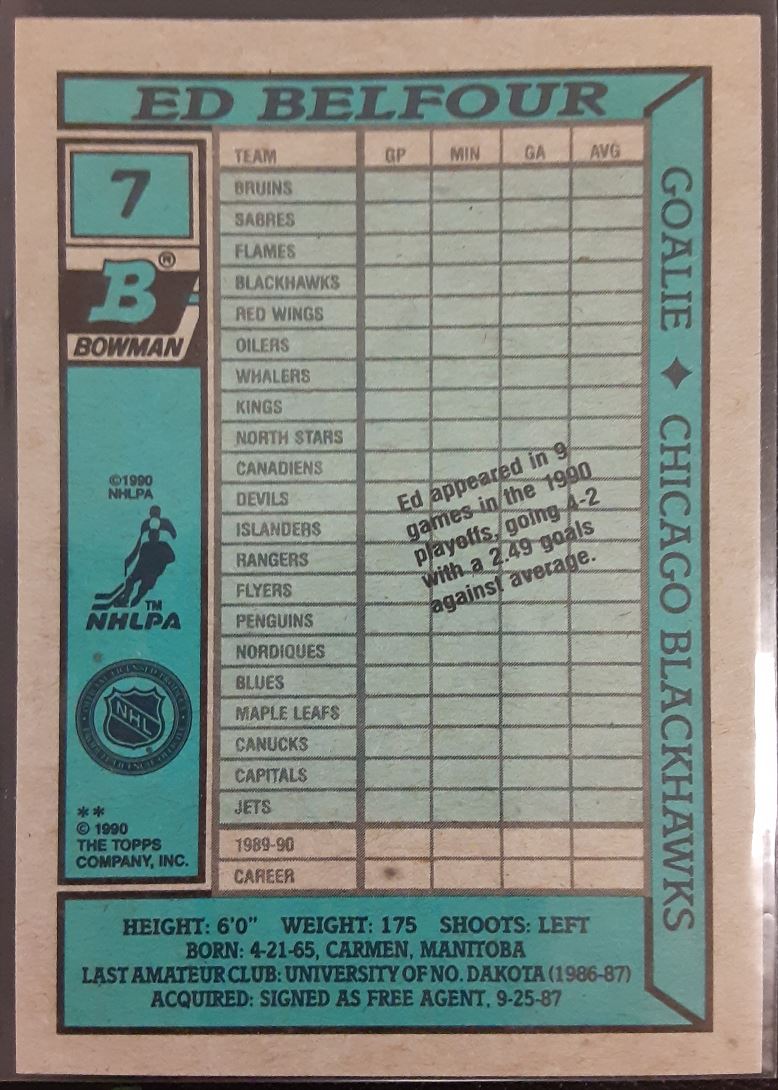 ED BELFOUR
7
B®
BOWMAN
©1990
NHLPA
TM
NHLPA
NHL
**
© 1990
THE TOPPS
COMPANY, INC.
TEAM GP MIN GA AVG
BRUINS
SABRES
FLAMES
BLACKHAWKS
RED WINGS
OILERS
WHALERS
KINGS
NORTH STARS
CANADIENS
DEVILS
ISLANDERS
RANGERS
FLYERS
PENGUINS
NORDIQUES
BLUES
MAPLE LEAFS
CANUCKS
CAPITALS
JETS
1989-90
CAREER
Ed appeared in 9
games in the 1990
playoffs, going 4-2
with a 2.49 goals
against average.
GOALIE ✦ CHICAGO BLACKHAWKS
HEIGHT: 6'0" WEIGHT: 175 SHOOTS: LEFT
BORN: 4-21-65, CARMEN, MANITOBA
LAST AMATEUR CLUB: UNIVERSITY OF NO. DAKOTA (1986-87)
ACQUIRED: SIGNED AS FREE AGENT, 9-25-87